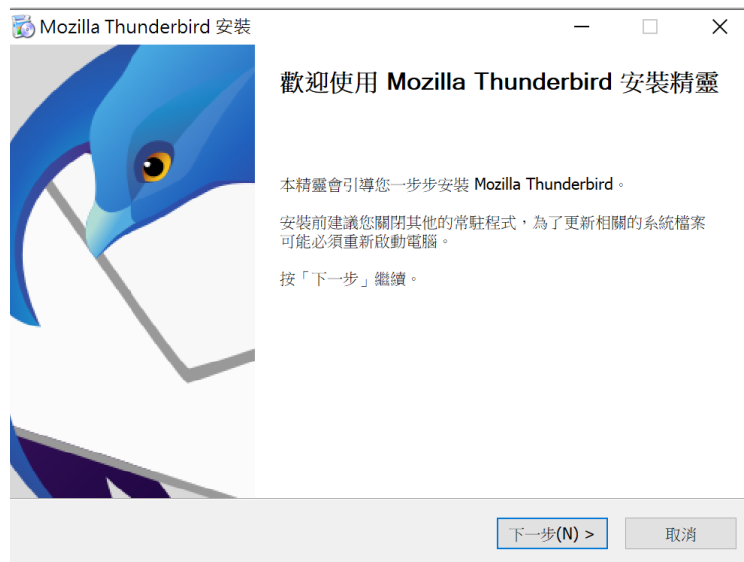 Mozilla Thunderbird 安裝
歡迎使用 Mozilla Thunderbird 安裝精靈
本精靈會引導您一步步安裝 Mozilla Thunderbird。
安裝前建議您關閉其他的常駐程式，為了更新相關的系統檔案
可能必須重新啟動電腦。
按「下一步」繼續。
下一步(N) >
取消